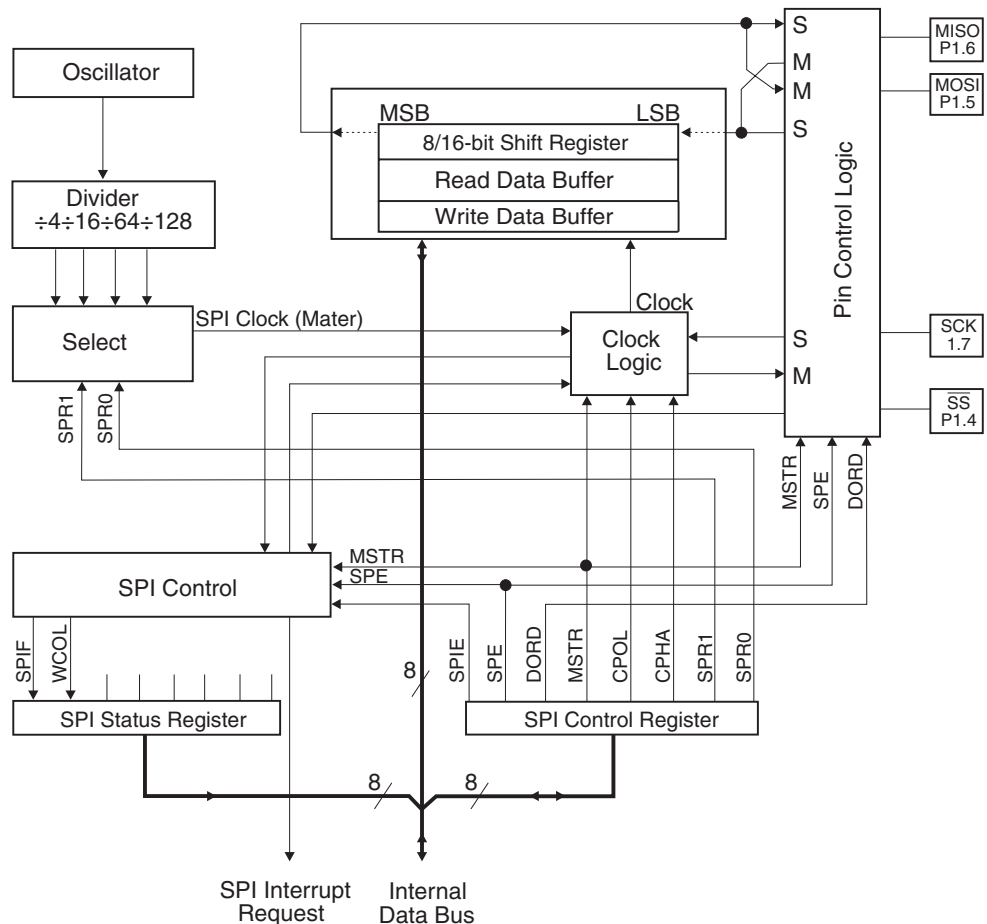 Oscillator
Divider
÷4÷16÷64÷128
Select
SPI Clock (Mater)
SPR1
SPR0
MSB
LSB
8/16-bit Shift Register
Read Data Buffer
Write Data Buffer
Clock
Clock
Logic
S
M
M
S
S
M
Pin Control Logic
MISO
P1.6
MOSI
P1.5
SCK
1.7
SS
P1.4
MSTR
SPE
DORD
SPI Control
MSTR
SPE
SPIF
WCOL
SPI Status Register
8
SPIE
SPE
DORD
MSTR
CPOL
CPHA
SPR1
SPR0
SPI Control Register
8
8
SPI Interrupt
Request
Internal
Data Bus